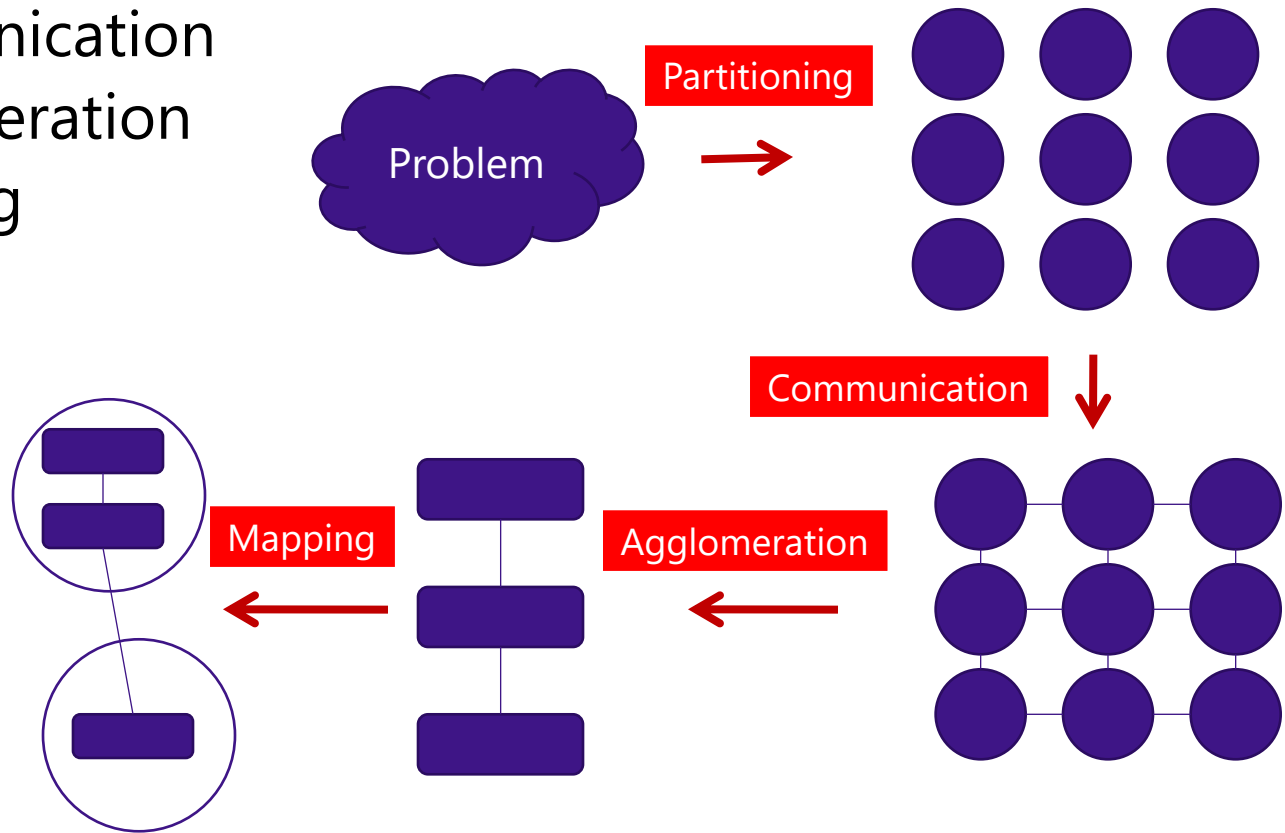 nication
eration
g
Problem
Partitioning
Communication
Agglomeration
Mapping